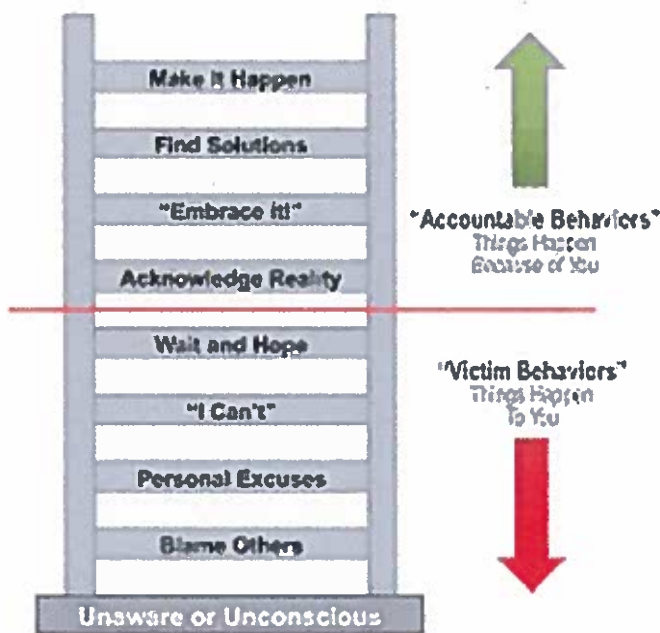 Make It Happen
Find Solutions
"Embrace it!"
Acknowledge Reality
"Accountable Behaviors"
Things Happen
Because of You
Wait and Hope
"I Can't"
Personal Excuses
Blame Others
"Victim Behaviors"
Things Happen
To You
Unaware or Unconscious